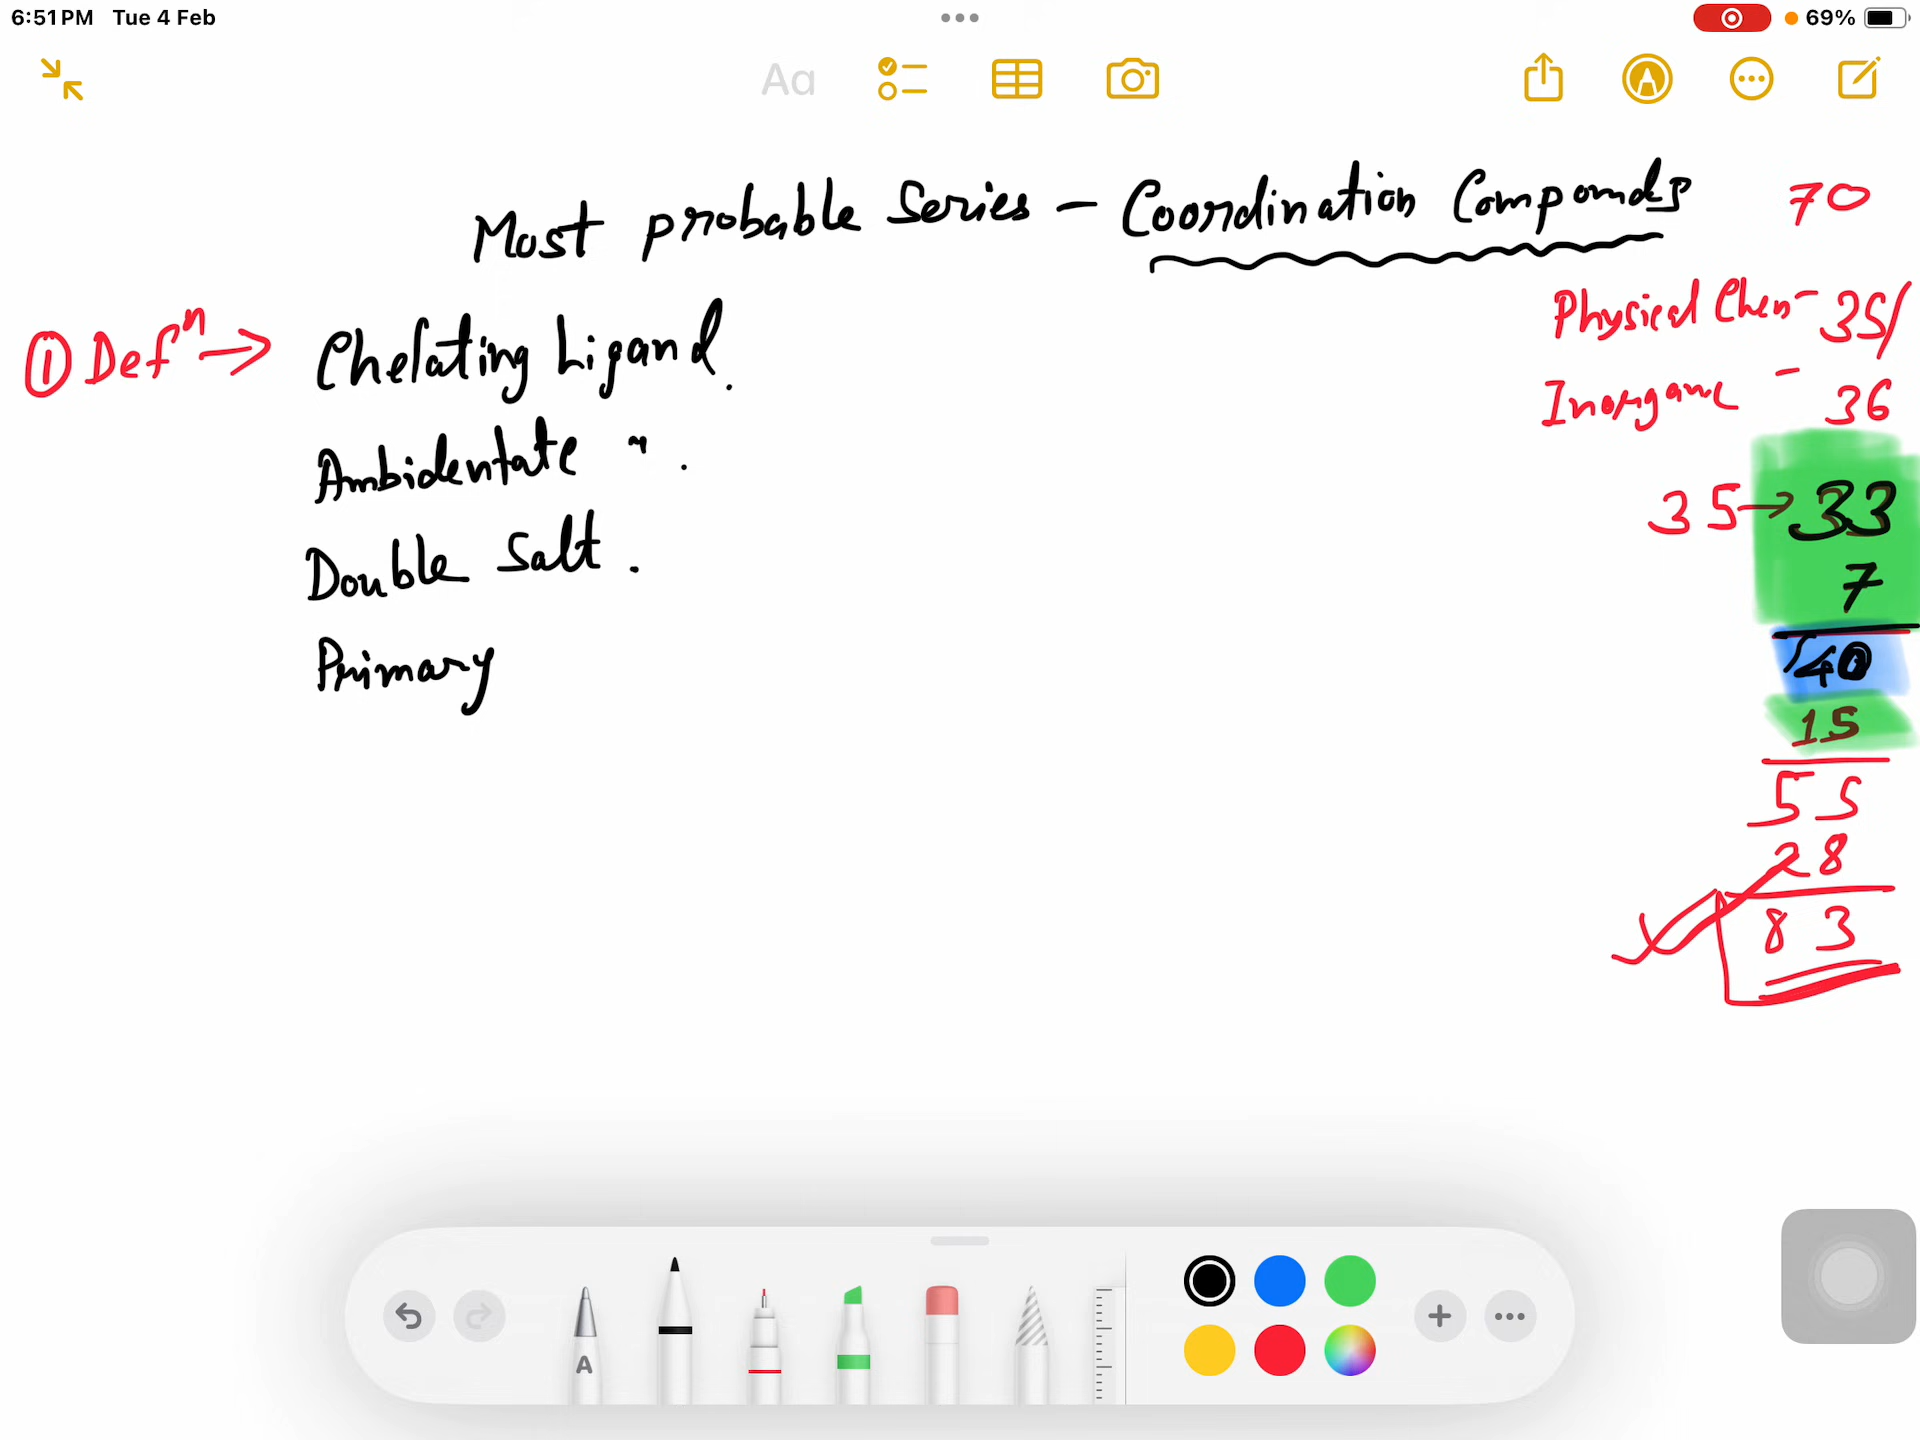 6:51 PM Tue 4 Feb
69%
Aa
Most probable Series - Coordination Compounds
70
Physical Chem - 35/
Inorganic - 36
① Defⁿ → Chelating Ligand.
Ambidentate " .
Double Salt .
Primary
35 → 33
7
40
15
55
28
83
A